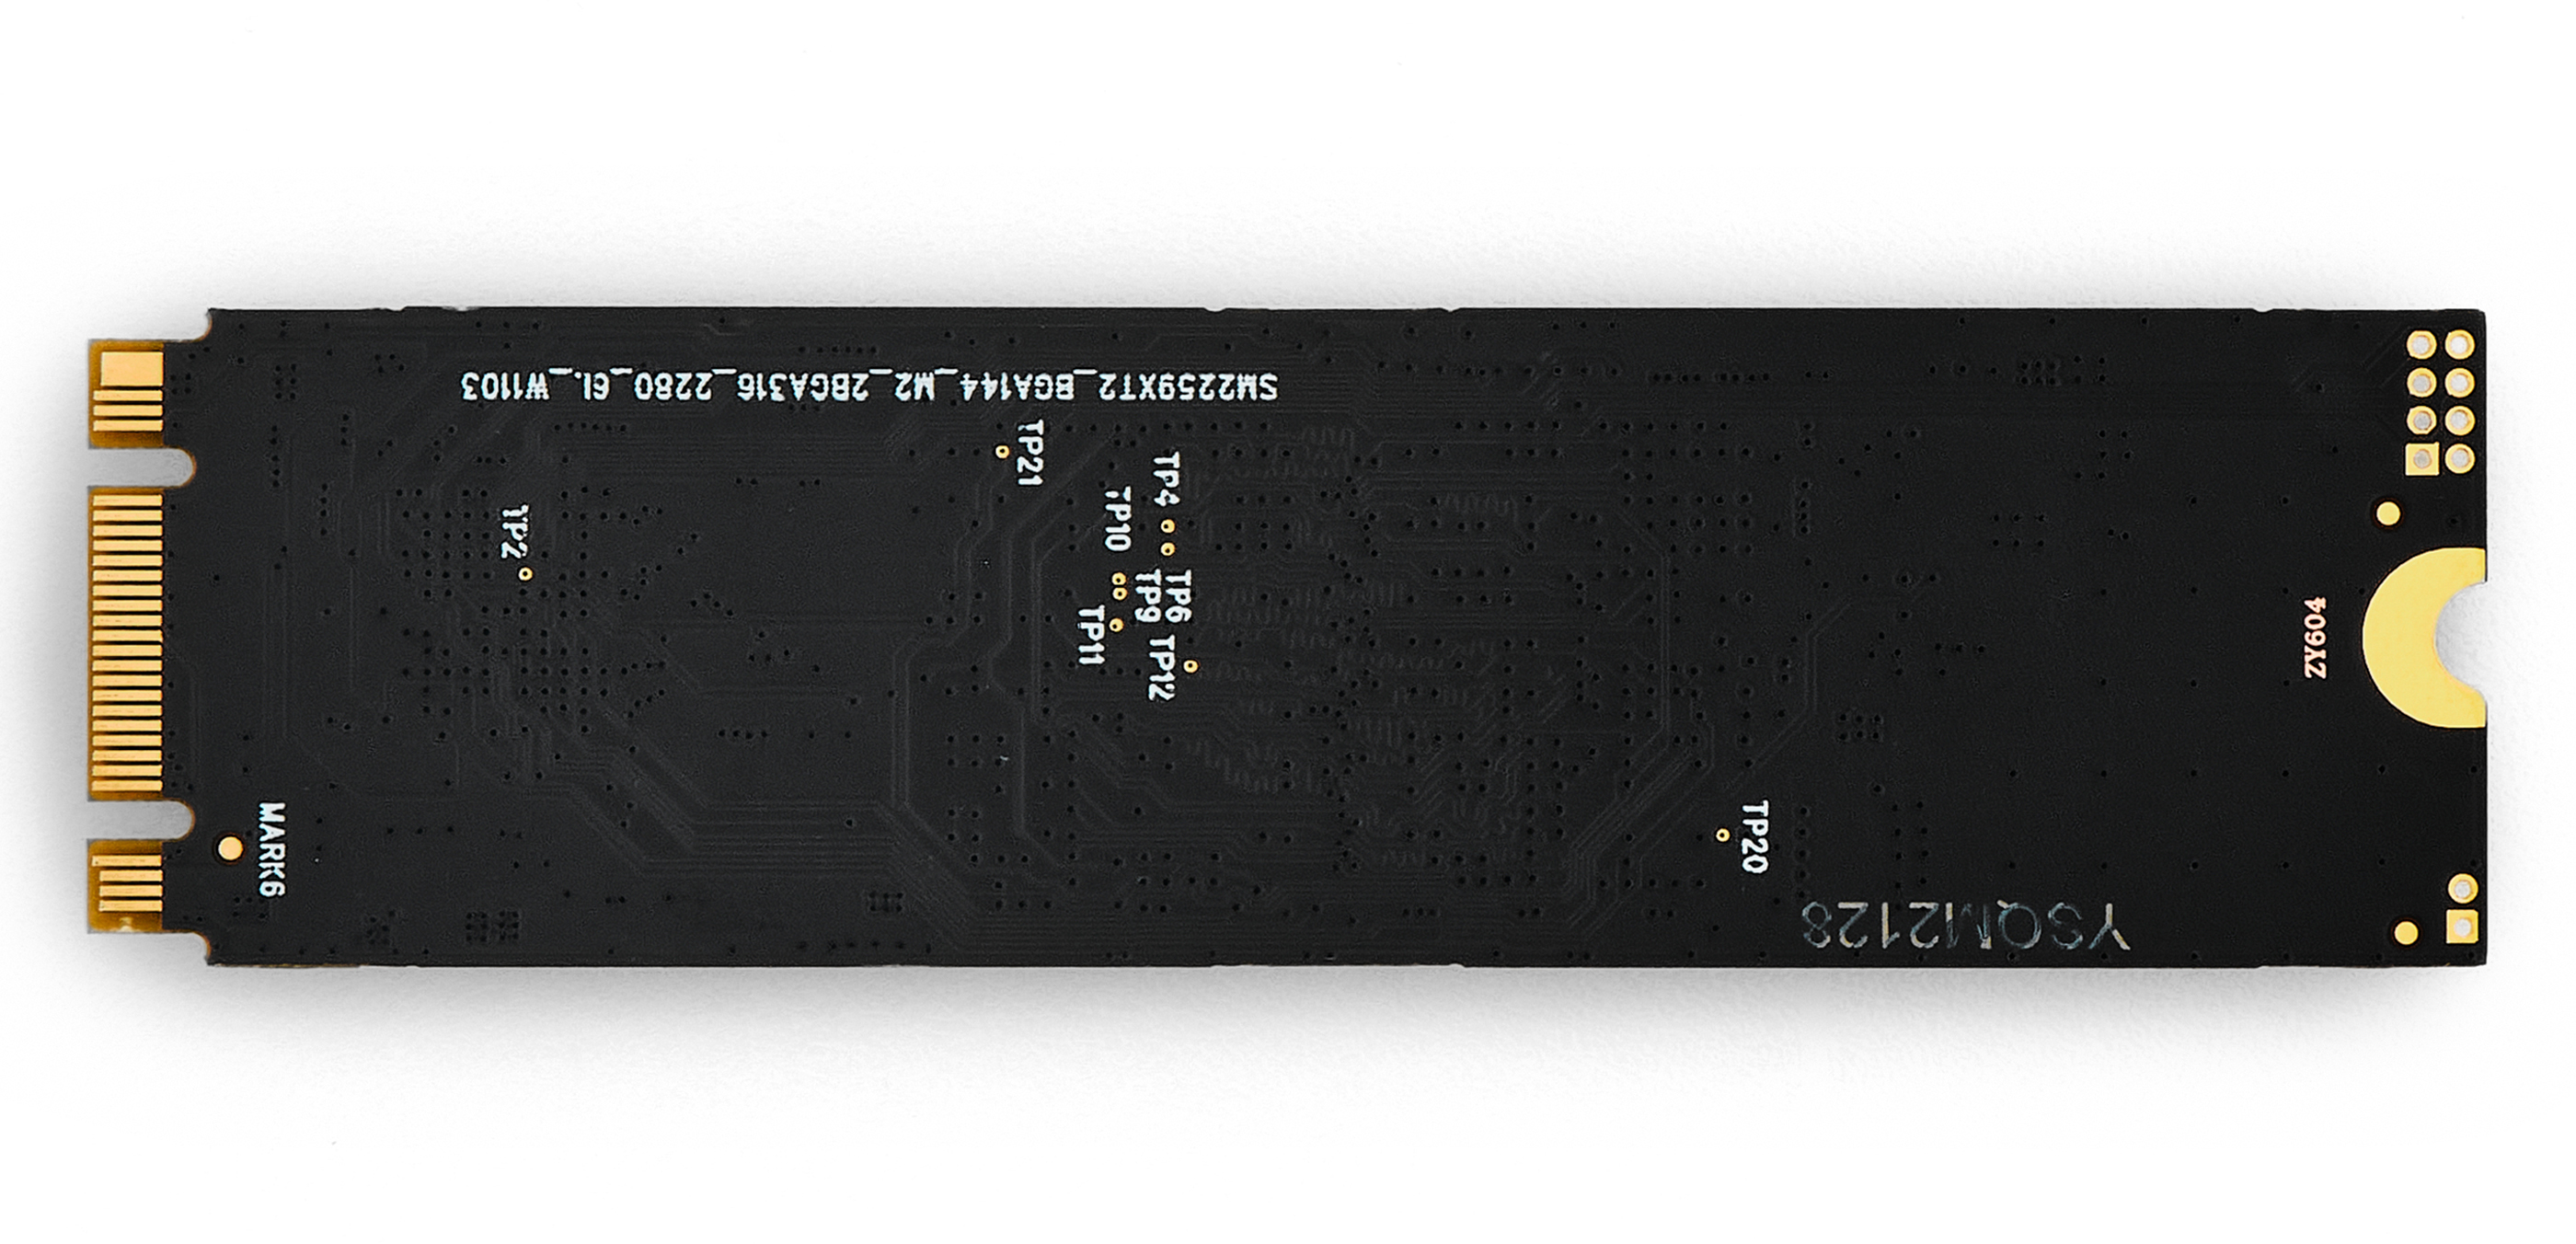 SM2259XT2_BGA144_M2_2BGA316_2280_6L_W1103
TP21
TP4
TP10
TP2
TP6
TP9
TP11
TP12
ZY604
MARK6
TP20
YSQM2128